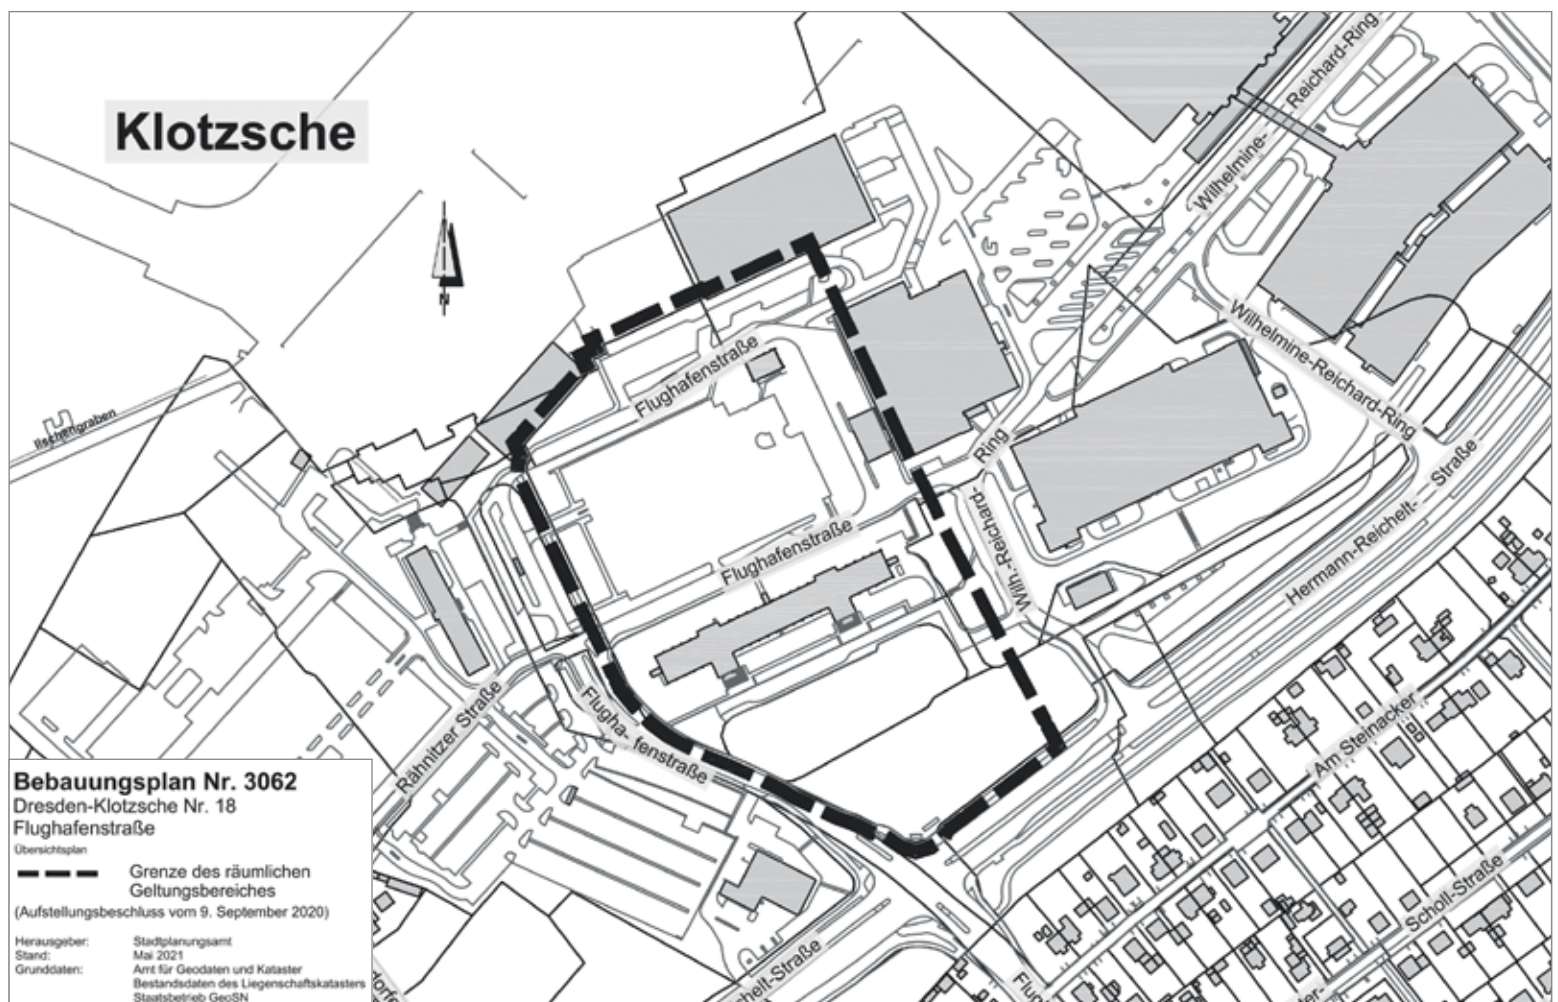 Klotzsche
Wilhelmine-
Reichard-Ring
Wilhelmine-Reichard-Ring
Ilschengraben
N
Flughafenstraße
Ring
Wilh.-Reichard-
Flughafenstraße
Hermann-Reichelt-
Straße
Rähnitzer Straße
Flugha- fenstraße
Am Steinacker
Scholl-Straße
chelt-Straße
Bebauungsplan Nr. 3062
Dresden-Klotzsche Nr. 18
Flughafenstraße
Übersichtsplan
Grenze des räumlichen
Geltungsbereiches
(Aufstellungsbeschluss vom 9. September 2020)
Herausgeber: Stadtplanungsamt
Stand: Mai 2021
Grunddaten: Amt für Geodaten und Kataster
Bestandsdaten des Liegenschaftskatasters
Staatsbetrieb GeoSN